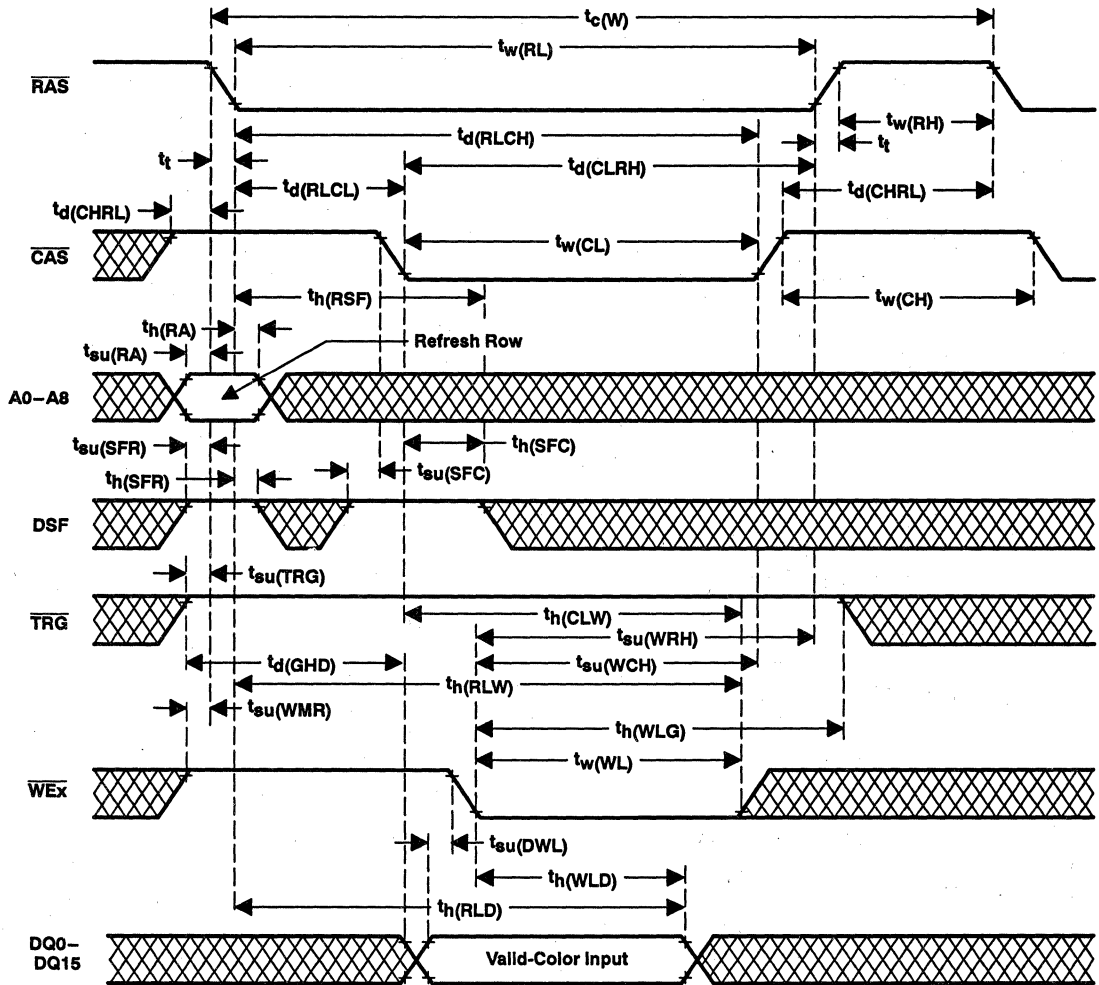 tc(W)
tw(RL)
RAS
tw(RH)
td(RLCH)
tt
td(CLRH)
tt
td(RLCL)
td(CHRL)
td(CHRL)
CAS
tw(CL)
th(RSF)
tw(CH)
th(RA)
Refresh Row
tsu(RA)
A0–A8
tsu(SFR)
th(SFC)
tsu(SFC)
th(SFR)
DSF
tsu(TRG)
TRG
th(CLW)
tsu(WRH)
td(GHD)
tsu(WCH)
th(RLW)
tsu(WMR)
th(WLG)
tw(WL)
WEx
tsu(DWL)
th(WLD)
th(RLD)
DQ0–
DQ15
Valid-Color Input